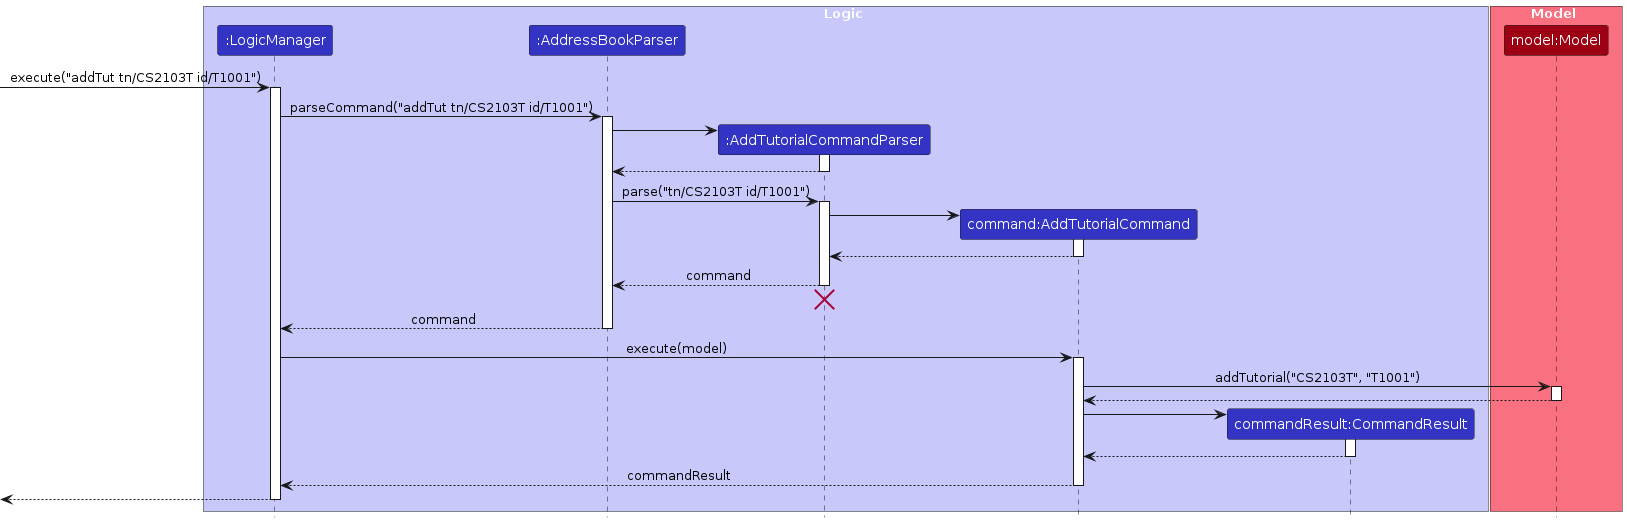 Logic
Model
:LogicManager
:AddressBookParser
model:Model
execute("addTut tn/CS2103T id/T1001")
parseCommand("addTut tn/CS2103T id/T1001")
:AddTutorialCommandParser
parse("tn/CS2103T id/T1001")
command:AddTutorialCommand
command
command
execute(model)
addTutorial("CS2103T", "T1001")
commandResult:CommandResult
commandResult